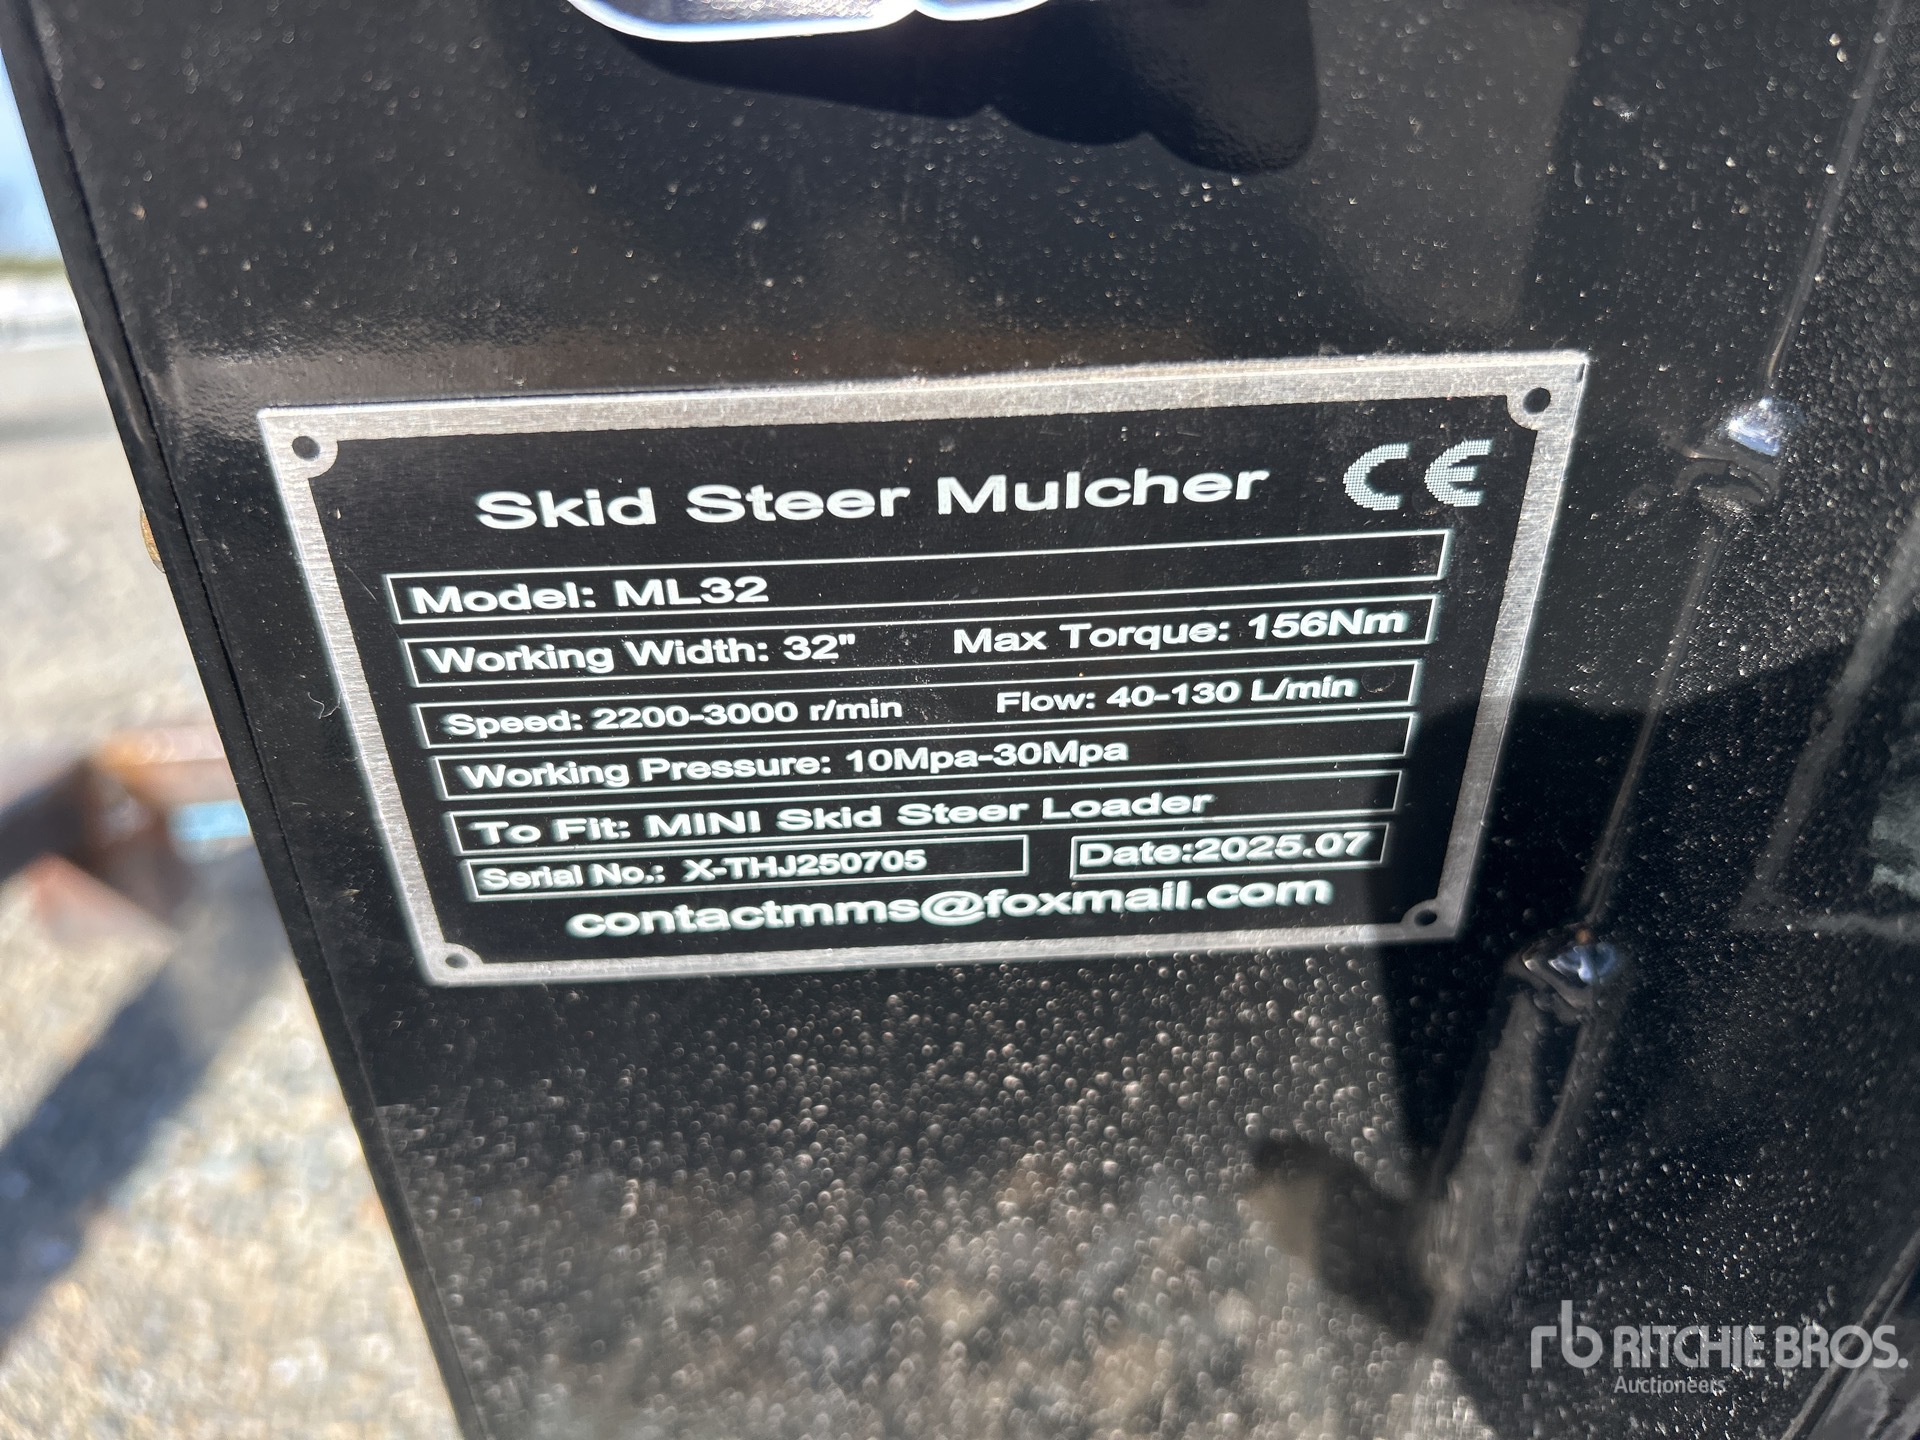 Skid Steer Mulcher CE
Model: ML32
Working Width: 32" Max Torque: 156Nm
Speed: 2200-3000 r/min Flow: 40-130 L/min
Working Pressure: 10Mpa-30Mpa
To Fit: MINI Skid Steer Loader
Serial No.: X-THJ250705 Date:2025.07
contactmms@foxmail.com
rb RITCHIE BROS.
Auctioneers